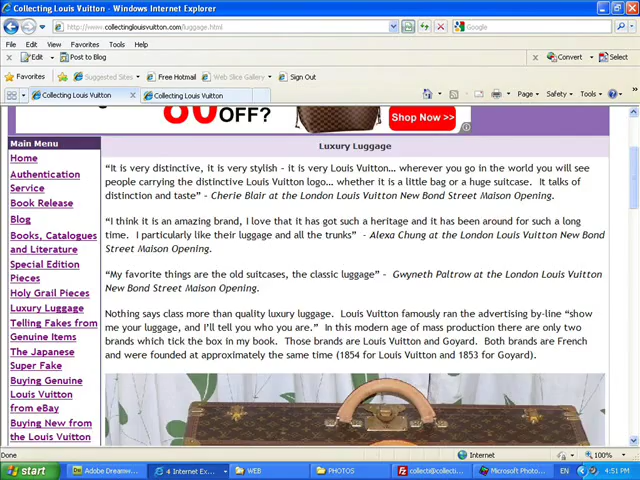 Collecting Louis Vuitton - Windows Internet Explorer
http://www.collectinglouisvuitton.com/luggage.html
Google
File Edit View Favorites Tools Help
Edit Post to Blog Convert Select
Favorites Suggested Sites Free Hotmail Web Slice Gallery Sign Out
Collecting Louis Vuitton Collecting Louis Vuitton
Page Safety Tools
OFF?
Shop Now >>
Main Menu
Home
Authentication
Service
Book Release
Blog
Books, Catalogues
and Literature
Special Edition
Pieces
Holy Grail Pieces
Luxury Luggage
Telling Fakes from
Genuine Items
The Japanese
Super Fake
Buying Genuine
Louis Vuitton
from eBay
Buying New from
the Louis Vuitton
Luxury Luggage
“It is very distinctive, it is very stylish – it is very Louis Vuitton… wherever you go in the world you will see
people carrying the distinctive Louis Vuitton logo… whether it is a little bag or a huge suitcase. It talks of
distinction and taste” – Cherie Blair at the London Louis Vuitton New Bond Street Maison Opening.
“I think it is an amazing brand, I love that it has got such a heritage and it has been around for such a long
time. I particularly like their luggage and all the trunks” – Alexa Chung at the London Louis Vuitton New Bond
Street Maison Opening.
“My favorite things are the old suitcases, the classic luggage” – Gwyneth Paltrow at the London Louis Vuitton
New Bond Street Maison Opening.
Nothing says class more than quality luxury luggage. Louis Vuitton famously ran the advertising by-line “show
me your luggage, and I’ll tell you who you are.” In this modern age of mass production there are only two
brands which tick the box in my book. Those brands are Louis Vuitton and Goyard. Both brands are French
and were founded at approximately the same time (1854 for Louis Vuitton and 1853 for Goyard).
Done Internet 100%
start Adobe Dreamw... 4 Internet Ex... WEB PHOTOS collecti@collecti... Microsoft Photo... EN 4:51 PM